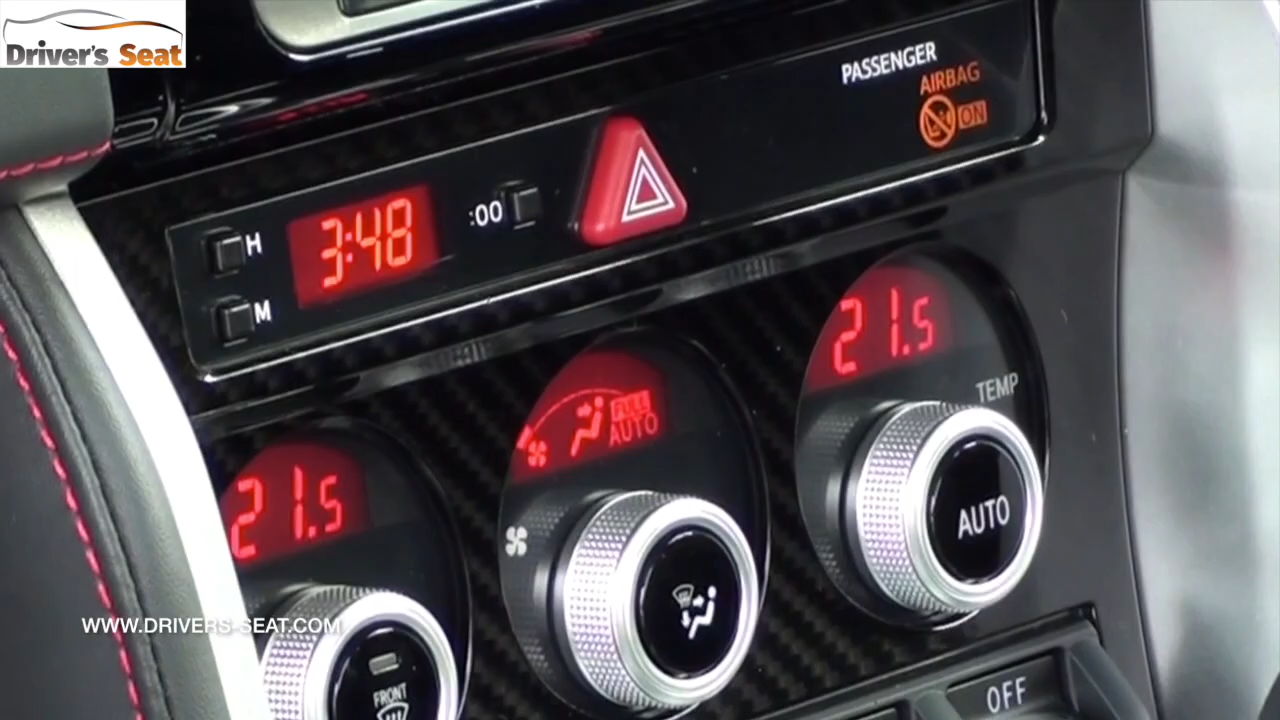 Driver's Seat
PASSENGER
AIRBAG
ON
H
3:48
:00
M
21.5
TEMP
FULL
AUTO
21.5
AUTO
WWW.DRIVERS-SEAT.COM
FRONT
OFF